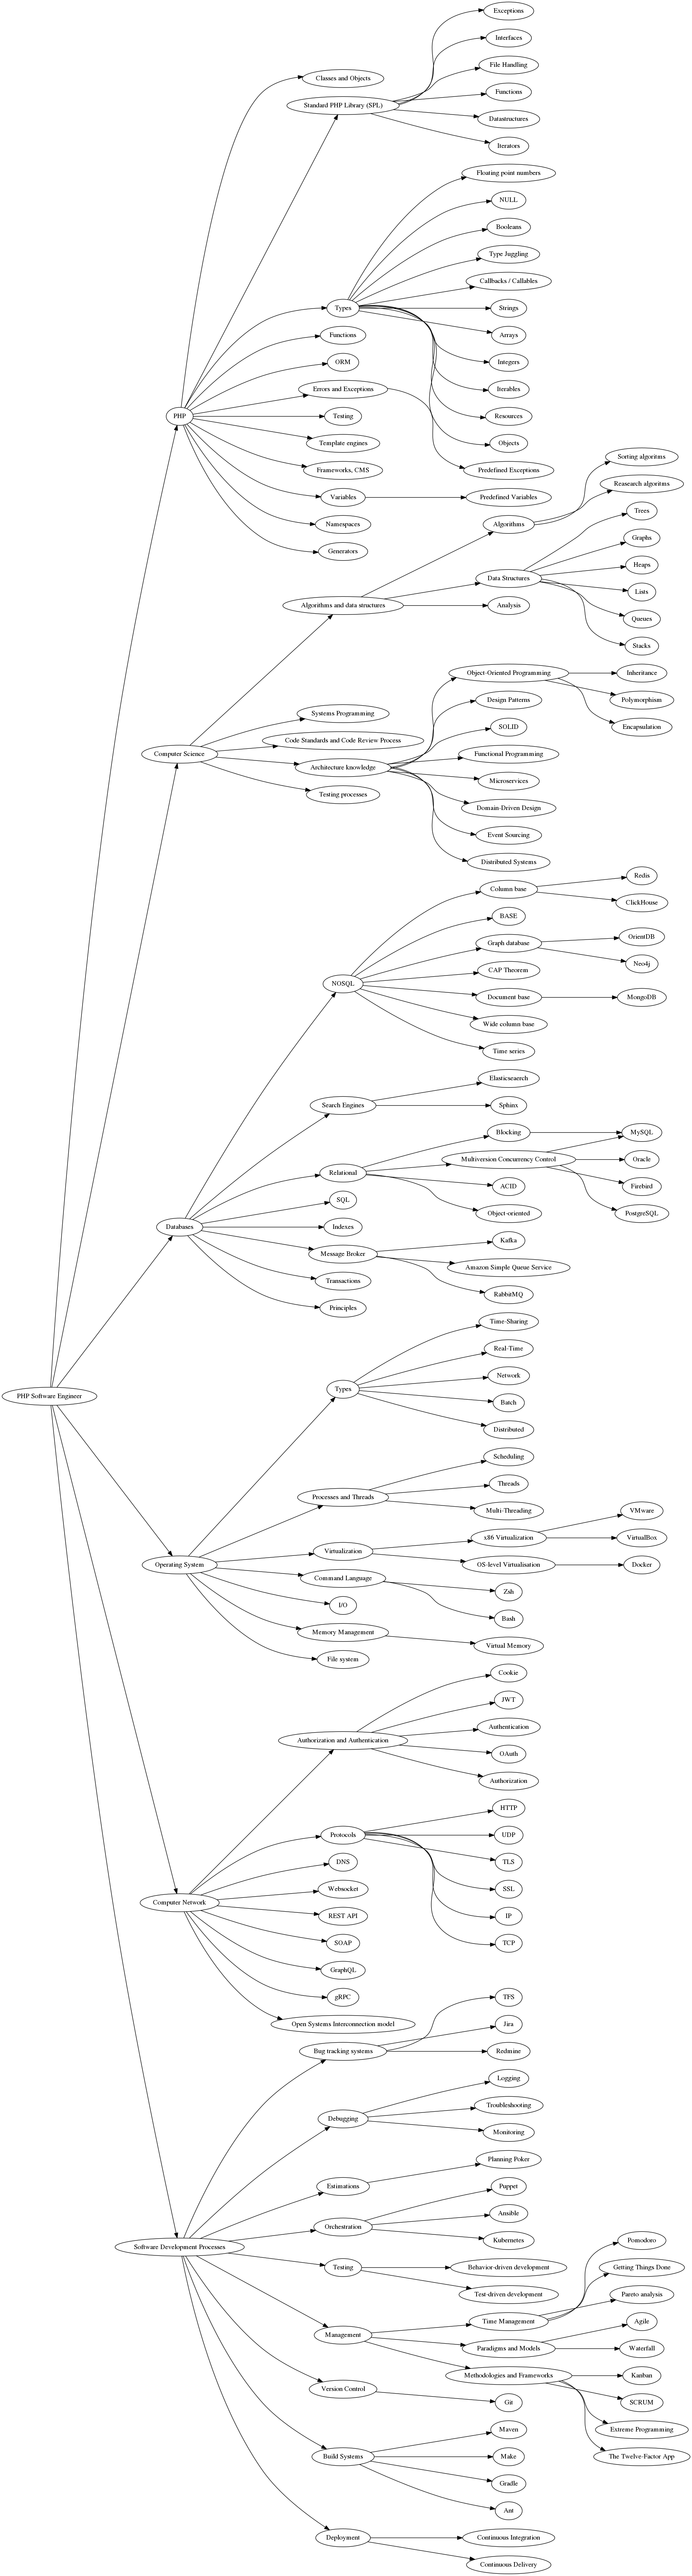 Exceptions
Interfaces
File Handling
Classes and Objects
Functions
Standard PHP Library (SPL)
Datastructures
Iterators
Floating point numbers
NULL
Booleans
Type Juggling
Callbacks / Callables
Types
Strings
Functions
Arrays
ORM
Integers
Errors and Exceptions
Iterables
PHP
Testing
Resources
Template engines
Objects
Frameworks, CMS
Predefined Exceptions
Variables
Predefined Variables
Namespaces
Generators
Sorting algoritms
Reasearch algoritms
Trees
Algorithms
Graphs
Heaps
Data Structures
Lists
Algorithms and data structures
Analysis
Queues
Stacks
Object-Oriented Programming
Inheritance
Design Patterns
Polymorphism
Systems Programming
SOLID
Encapsulation
Code Standards and Code Review Process
Computer Science
Functional Programming
Architecture knowledge
Microservices
Testing processes
Domain-Driven Design
Event Sourcing
Distributed Systems
Redis
Column base
ClickHouse
BASE
OrientDB
Graph database
Neo4j
CAP Theorem
NOSQL
Document base
MongoDB
Wide column base
Time series
Elasticseaerch
Search Engines
Sphinx
Blocking
MySQL
Multiversion Concurrency Control
Oracle
Relational
ACID
Firebird
SQL
Object-oriented
PostgreSQL
Databases
Indexes
Kafka
Message Broker
Amazon Simple Queue Service
Transactions
RabbitMQ
Principles
Time-Sharing
Real-Time
Network
Types
PHP Software Engineer
Batch
Distributed
Scheduling
Threads
Processes and Threads
Multi-Threading
VMware
x86 Virtualization
VirtualBox
Virtualization
Operating System
OS-level Virtualisation
Docker
Command Language
Zsh
I/O
Bash
Memory Management
Virtual Memory
File system
Cookie
JWT
Authentication
Authorization and Authentication
OAuth
Authorization
HTTP
Protocols
UDP
DNS
TLS
Websocket
SSL
Computer Network
REST API
IP
SOAP
TCP
GraphQL
gRPC
TFS
Open Systems Interconnection model
Jira
Bug tracking systems
Redmine
Logging
Troubleshooting
Debugging
Monitoring
Planning Poker
Estimations
Puppet
Ansible
Orchestration
Kubernetes
Pomodoro
Software Development Processes
Testing
Behavior-driven development
Getting Things Done
Test-driven development
Pareto analysis
Time Management
Agile
Management
Paradigms and Models
Waterfall
Methodologies and Frameworks
Kanban
Version Control
SCRUM
Git
Extreme Programming
Maven
Build Systems
Make
The Twelve-Factor App
Gradle
Ant
Deployment
Continuous Integration
Continuous Delivery